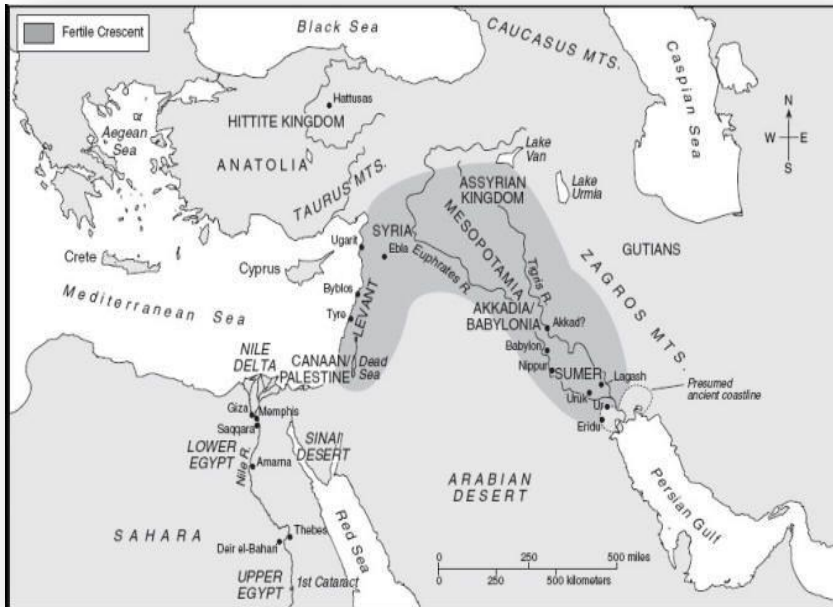 Fertile Crescent
Black Sea
CAUCASUS MTS.
Caspian Sea
N
W E
S
Hattusas
HITTITE KINGDOM
Aegean
Sea
ANATOLIA
TAURUS MTS.
Lake
Van
Lake
Urmia
ASSYRIAN
KINGDOM
MESOPOTAMIA
SYRIA
Ugarit
Ebla
Euphrates R.
Tigris R.
GUTIANS
ZAGROS MTS.
Crete
Cyprus
Mediterranean Sea
Byblos
Tyre
LEVANT
AKKADIA/
BABYLONIA
Akkad?
Babylon
Nippur
SUMER
Lagash
Uruk
Ur
Eridu
Presumed
ancient coastline
CANAAN/
PALESTINE
Dead
Sea
NILE
DELTA
Giza
Memphis
Saqqara
LOWER
EGYPT
Nile R.
Amarna
SINAI
DESERT
ARABIAN
DESERT
Persian Gulf
SAHARA
Thebes
Deir el-Bahari
Red Sea
UPPER
EGYPT
1st Cataract
0 250 500 miles
0 250 500 kilometers